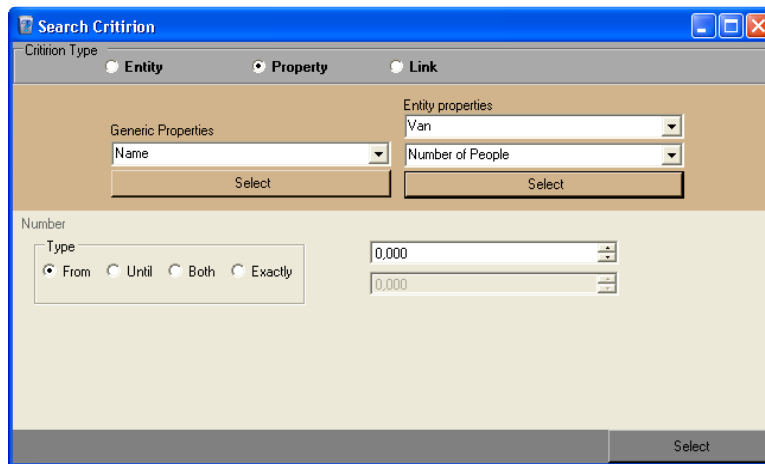 Search Critirion
Critirion Type
Entity Property Link
Entity properties
Van
Generic Properties
Name
Number of People
Select Select
Number
Type
From Until Both Exactly
0,000
0,000
Select